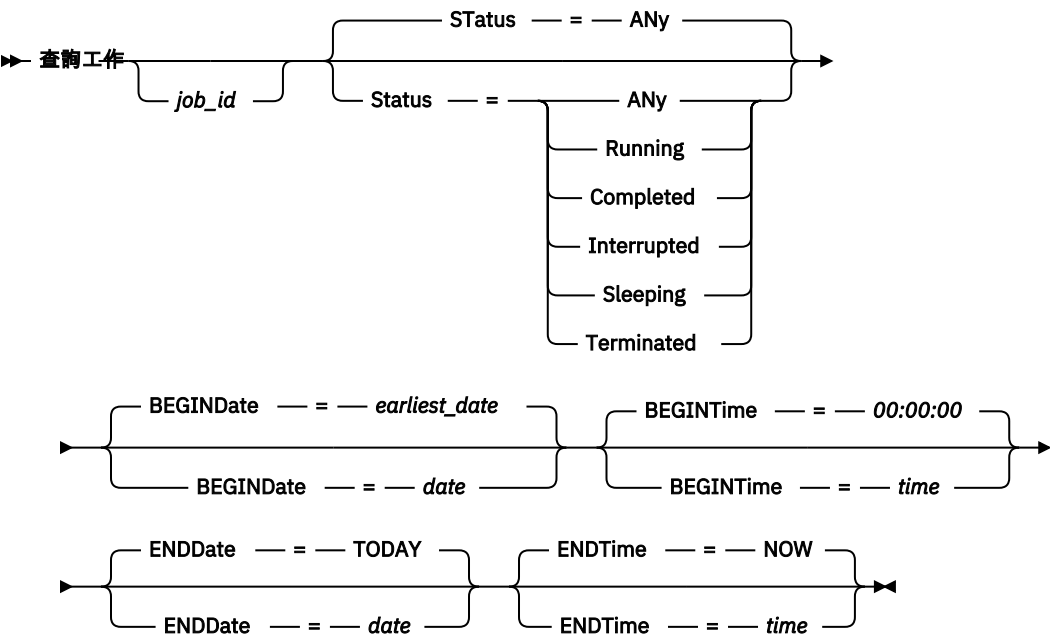 STatus = ANy
查詢工作
job_id
Status = ANy
Running
Completed
Interrupted
Sleeping
Terminated
BEGINDate = earliest_date
BEGINTime = 00:00:00
BEGINDate = date
BEGINTime = time
ENDDate = TODAY
ENDTime = NOW
ENDDate = date
ENDTime = time